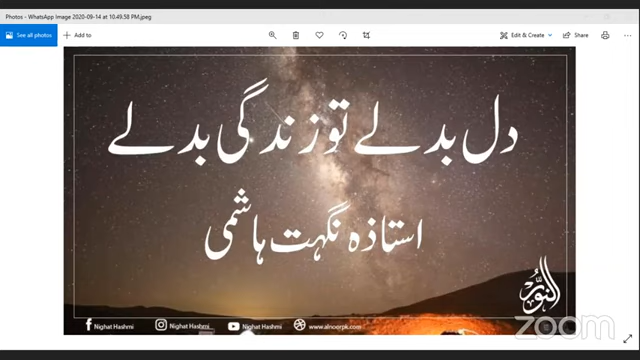 Photos - WhatsApp Image 2020-09-14 at 10.49.58 PM.jpeg
See all photos
Add to
Edit & Create
Share
دل بدلے تو زندگی بدلے
استاذہ نگہت ہاشمی
النور
Nighat Hashmi
Nighat Hashmi
Nighat Hashmi
www.alnoorpk.com
zoom